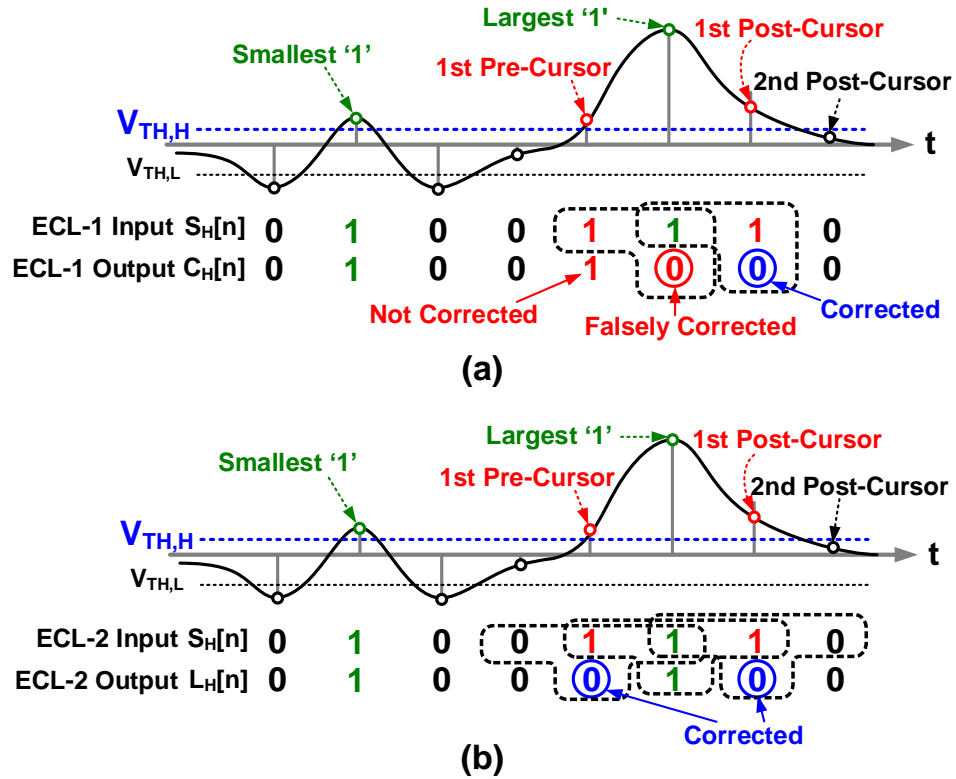 Largest ‘1'
1st Post-Cursor
Smallest ‘1’
1st Pre-Cursor
2nd Post-Cursor
VTH,H
t
VTH,L
ECL-1 Input SH[n] 0 1 0 0 1 1 1 0
ECL-1 Output CH[n] 0 1 0 0 1 0 0 0
Not Corrected
Falsely Corrected
Corrected
(a)
Largest ‘1’
1st Post-Cursor
Smallest ‘1’
1st Pre-Cursor
2nd Post-Cursor
VTH,H
t
VTH,L
ECL-2 Input SH[n] 0 1 0 0 1 1 1 0
ECL-2 Output LH[n] 0 1 0 0 0 1 0 0
Corrected
(b)